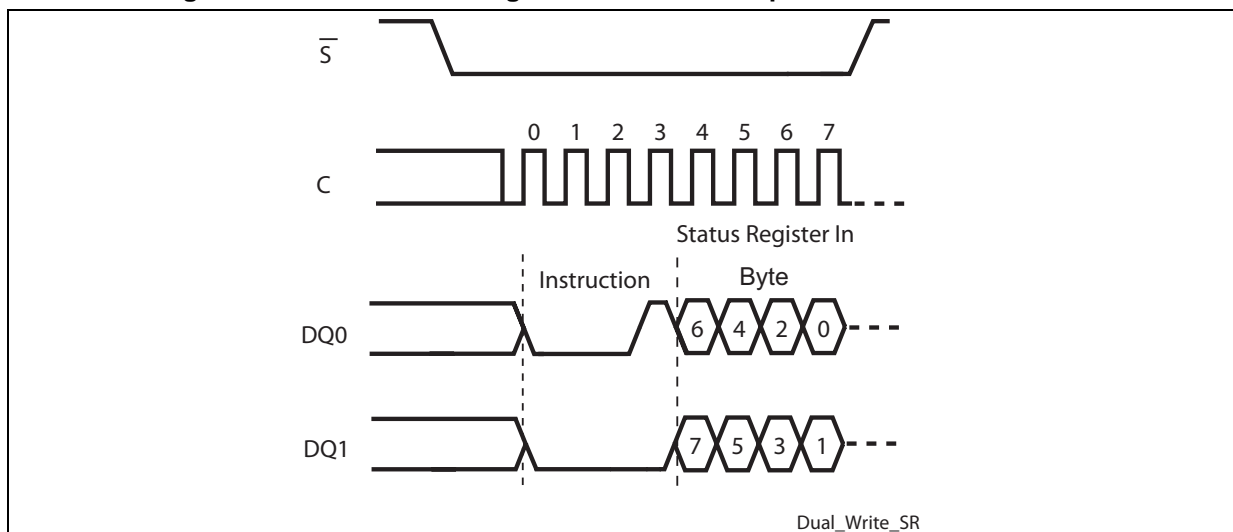 S
0 1 2 3 4 5 6 7
C
Status Register In
Instruction Byte
DQ0 6 4 2 0
DQ1 7 5 3 1
Dual_Write_SR